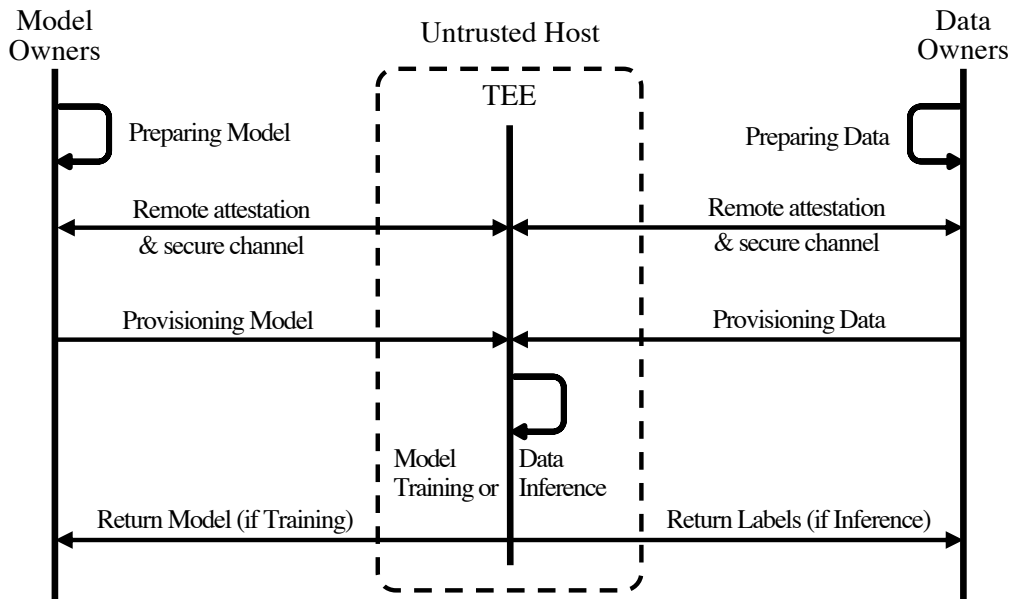 Model
Owners
Untrusted Host
Data
Owners
TEE
Preparing Model
Preparing Data
Remote attestation
& secure channel
Remote attestation
& secure channel
Provisioning Model
Provisioning Data
Model
Training or
Data
Inference
Return Model (if Training)
Return Labels (if Inference)